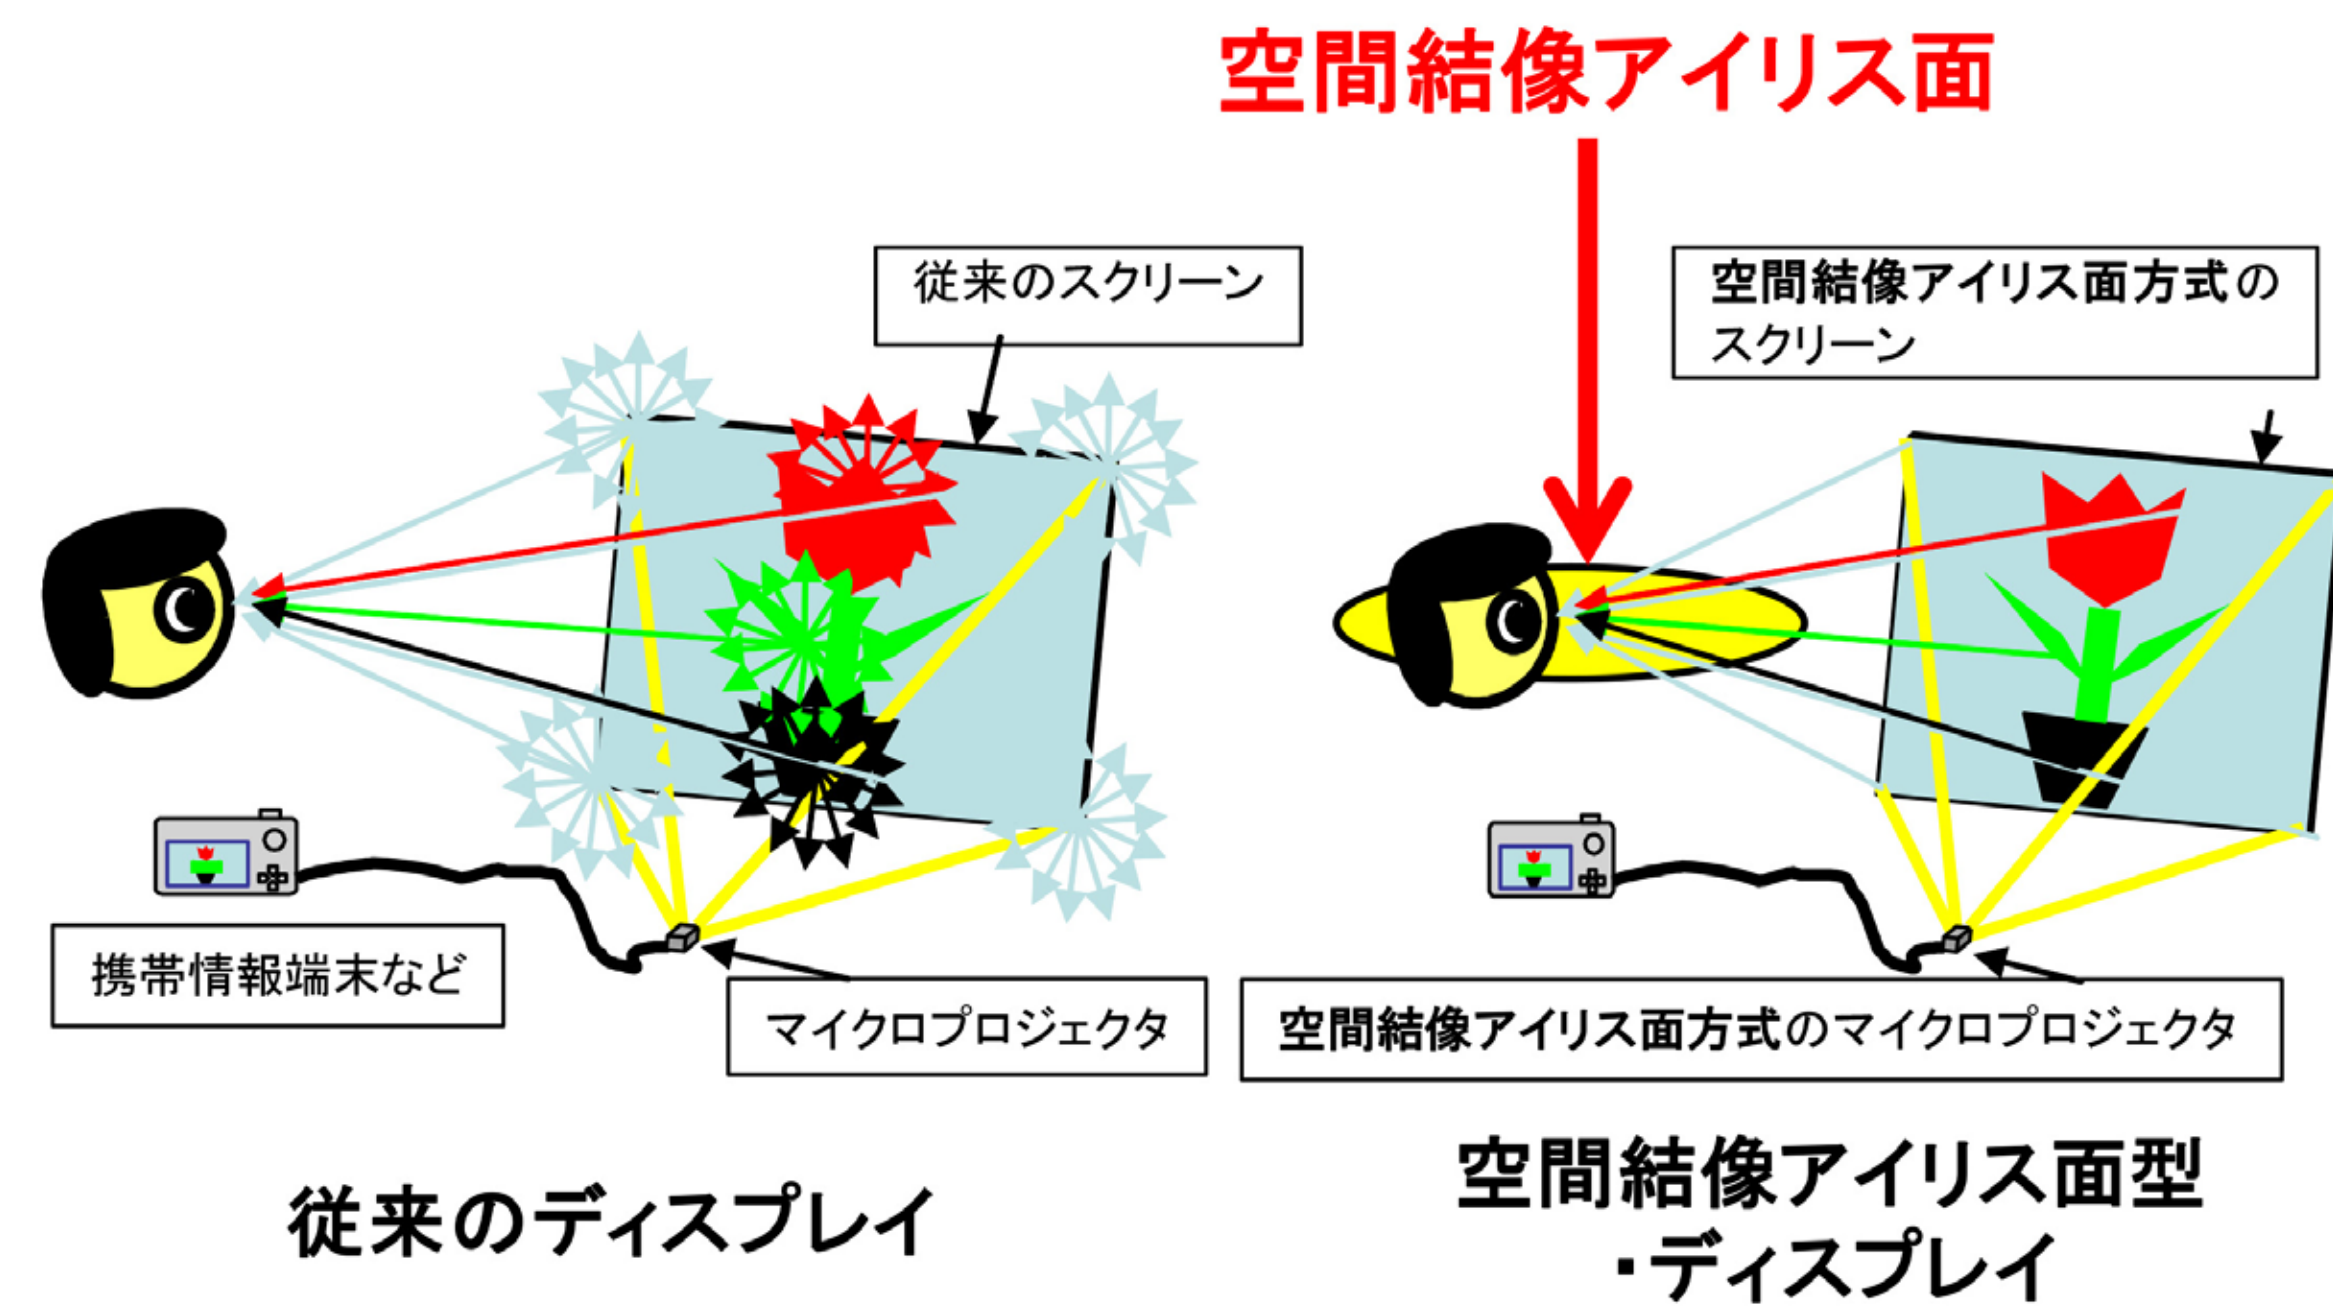 空間結像アイリス面
従来のスクリーン
空間結像アイリス面方式の
スクリーン
携帯情報端末など
マイクロプロジェクタ
空間結像アイリス面方式のマイクロプロジェクタ
従来のディスプレイ
空間結像アイリス面型
・ディスプレイ